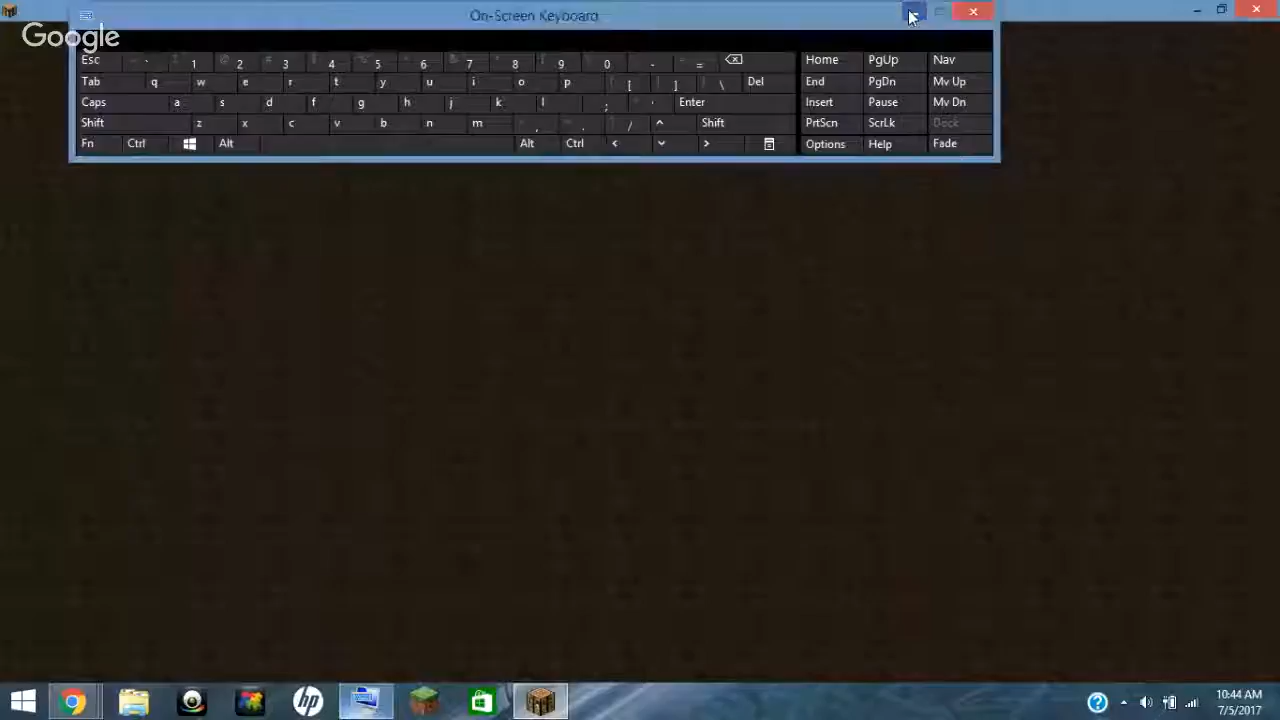 On-Screen Keyboard
Google
Esc ` 1 2 3 4 5 6 7 8 9 0 - = Home PgUp Nav
Tab q w e r t y u i o p [ ] \ Del End PgDn Mv Up
Caps a s d f g h j k l ; ' Enter Insert Pause Mv Dn
Shift z x c v b n m , . / ^ Shift PrtScn ScrLk Dock
Fn Ctrl Alt Alt Ctrl Options Help Fade
hp
10:44 AM
7/5/2017